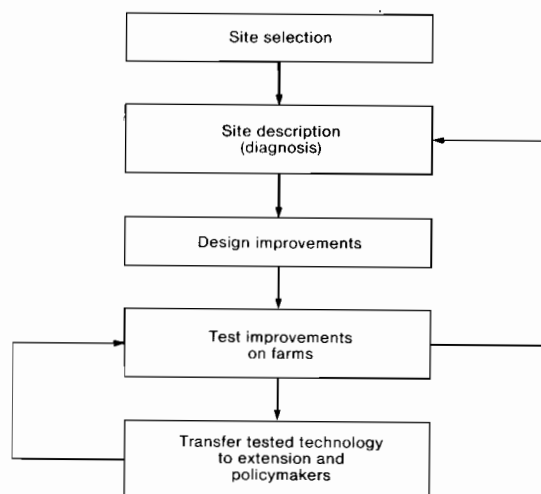 Site selection
Site description
(diagnosis)
Design improvements
Test improvements
on farms
Transfer tested technology
to extension and
policymakers